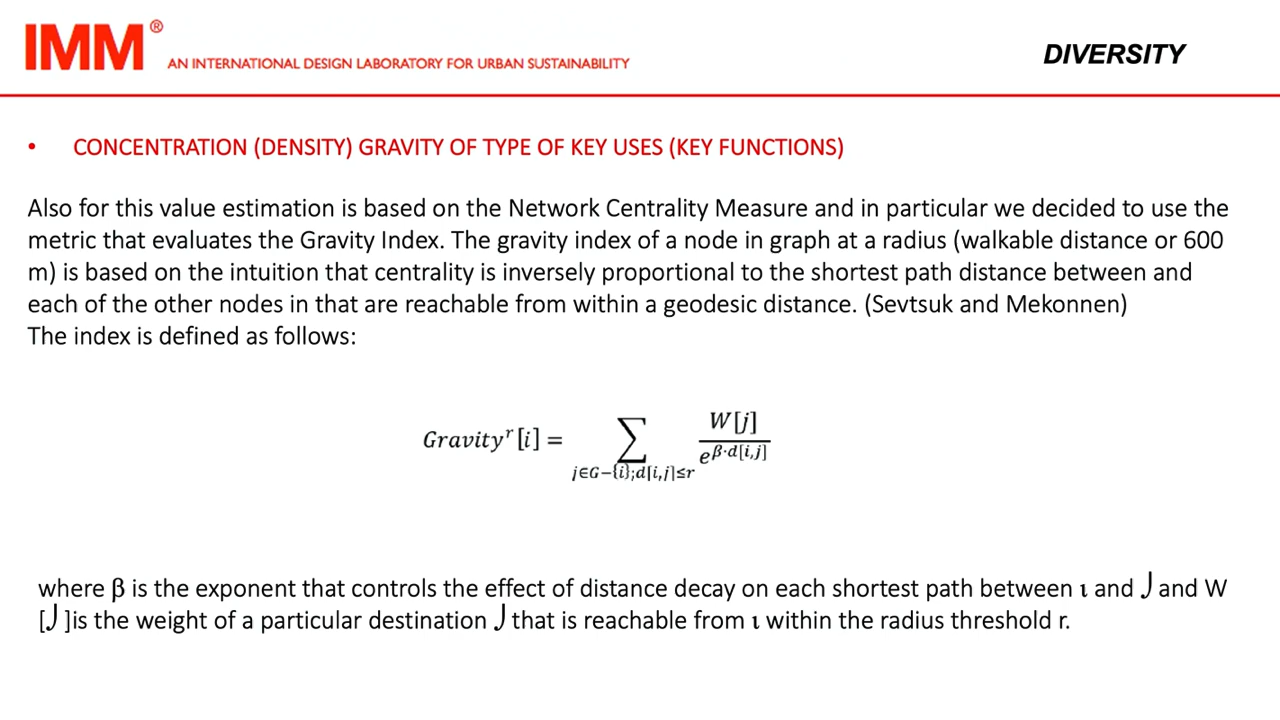 IMM®
AN INTERNATIONAL DESIGN LABORATORY FOR URBAN SUSTAINABILITY
DIVERSITY
• CONCENTRATION (DENSITY) GRAVITY OF TYPE OF KEY USES (KEY FUNCTIONS)
Also for this value estimation is based on the Network Centrality Measure and in particular we decided to use the
metric that evaluates the Gravity Index. The gravity index of a node in graph at a radius (walkable distance or 600
m) is based on the intuition that centrality is inversely proportional to the shortest path distance between and
each of the other nodes in that are reachable from within a geodesic distance. (Sevtsuk and Mekonnen)
The index is defined as follows:
Gravity^r[i] = ∑_{j∈G−{i};d[i,j]≤r} W[j] / e^{β·d[i,j]}
where β is the exponent that controls the effect of distance decay on each shortest path between ι and J and W
[J ]is the weight of a particular destination J that is reachable from ι within the radius threshold r.